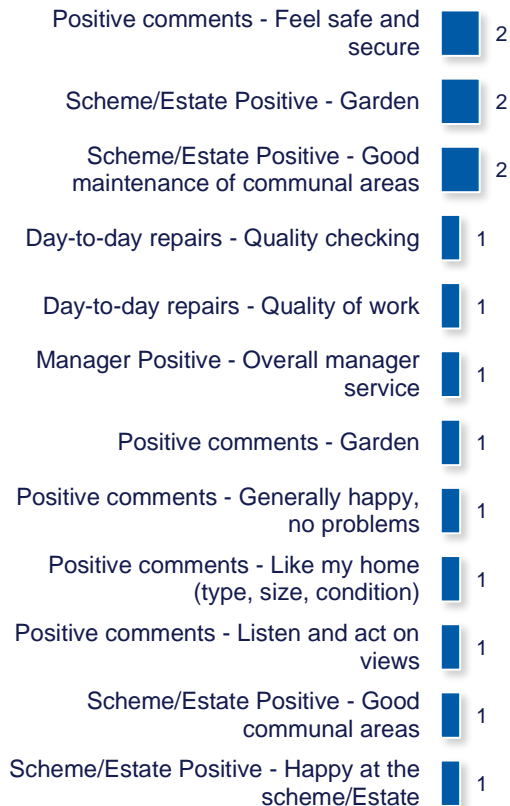 Positive comments - Feel safe and
secure
2
Scheme/Estate Positive - Garden
2
Scheme/Estate Positive - Good
maintenance of communal areas
2
Day-to-day repairs - Quality checking
1
Day-to-day repairs - Quality of work
1
Manager Positive - Overall manager
service
1
Positive comments - Garden
1
Positive comments - Generally happy,
no problems
1
Positive comments - Like my home
(type, size, condition)
1
Positive comments - Listen and act on
views
1
Scheme/Estate Positive - Good
communal areas
1
Scheme/Estate Positive - Happy at the
scheme/Estate
1